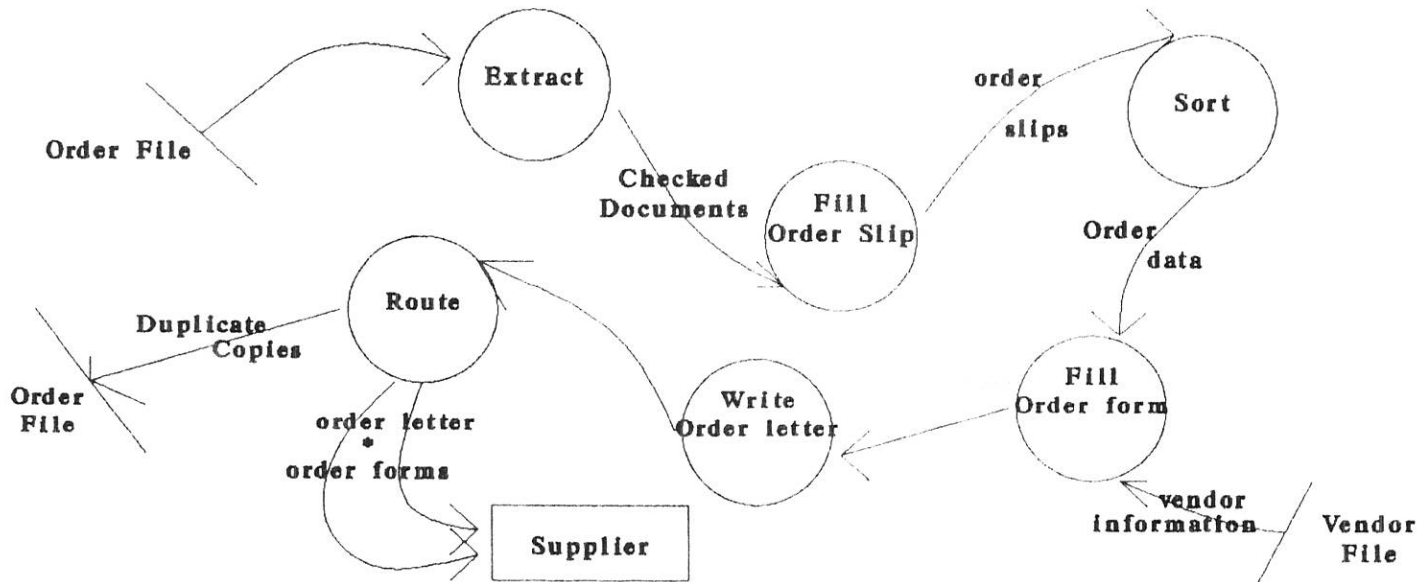 Extract
Order File
Checked
Documents
Fill
Order Slip
order
slips
Sort
Order
data
Fill
Order form
vendor
information
Vendor
File
Write
Order letter
Route
Duplicate
Copies
Order
File
order letter
*
order forms
Supplier